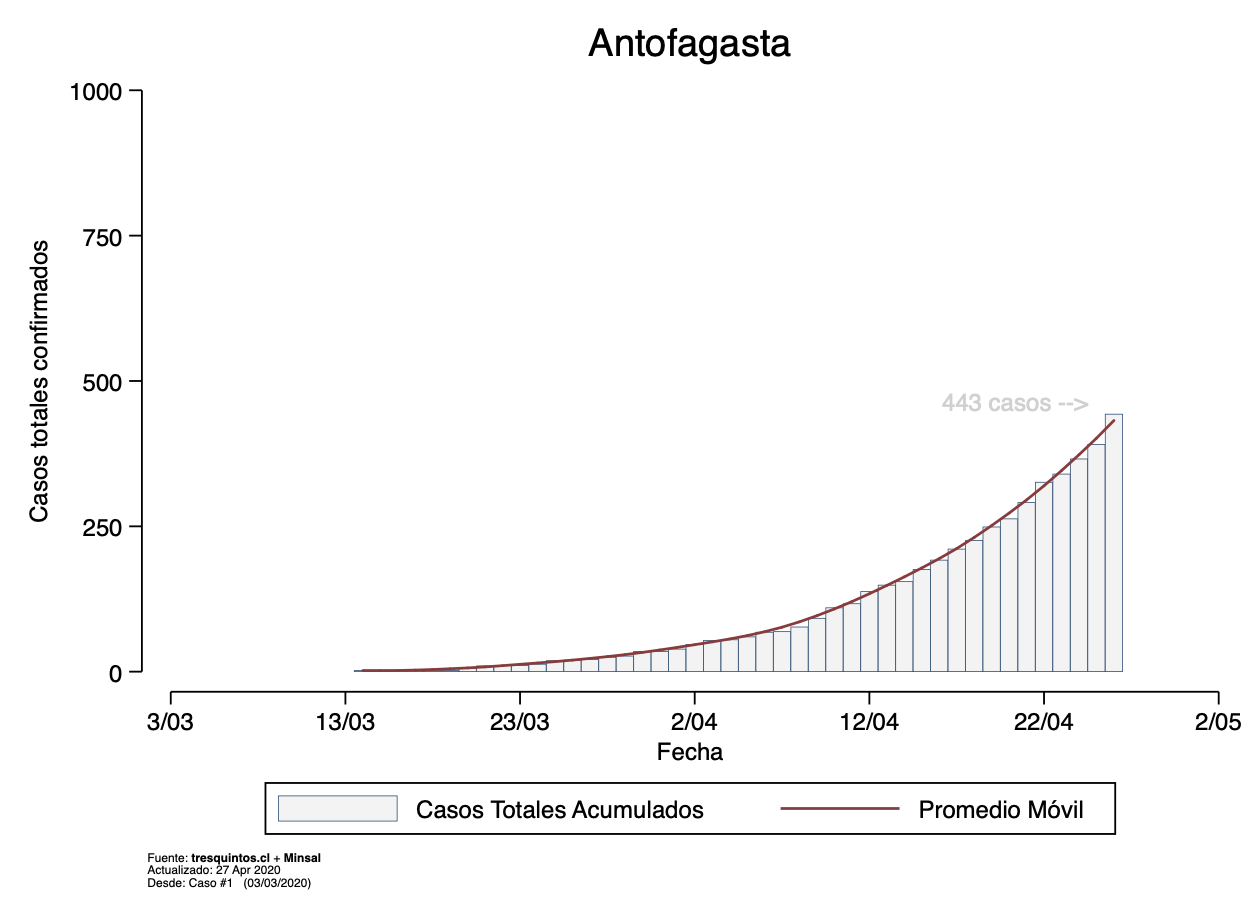 Antofagasta
1000
750
500
250
0
Casos totales confirmados
443 casos -->
3/03 13/03 23/03 2/04 12/04 22/04 2/05
Fecha
Casos Totales Acumulados Promedio Móvil
Fuente: tresquintos.cl + Minsal
Actualizado: 27 Apr 2020
Desde: Caso #1 (03/03/2020)